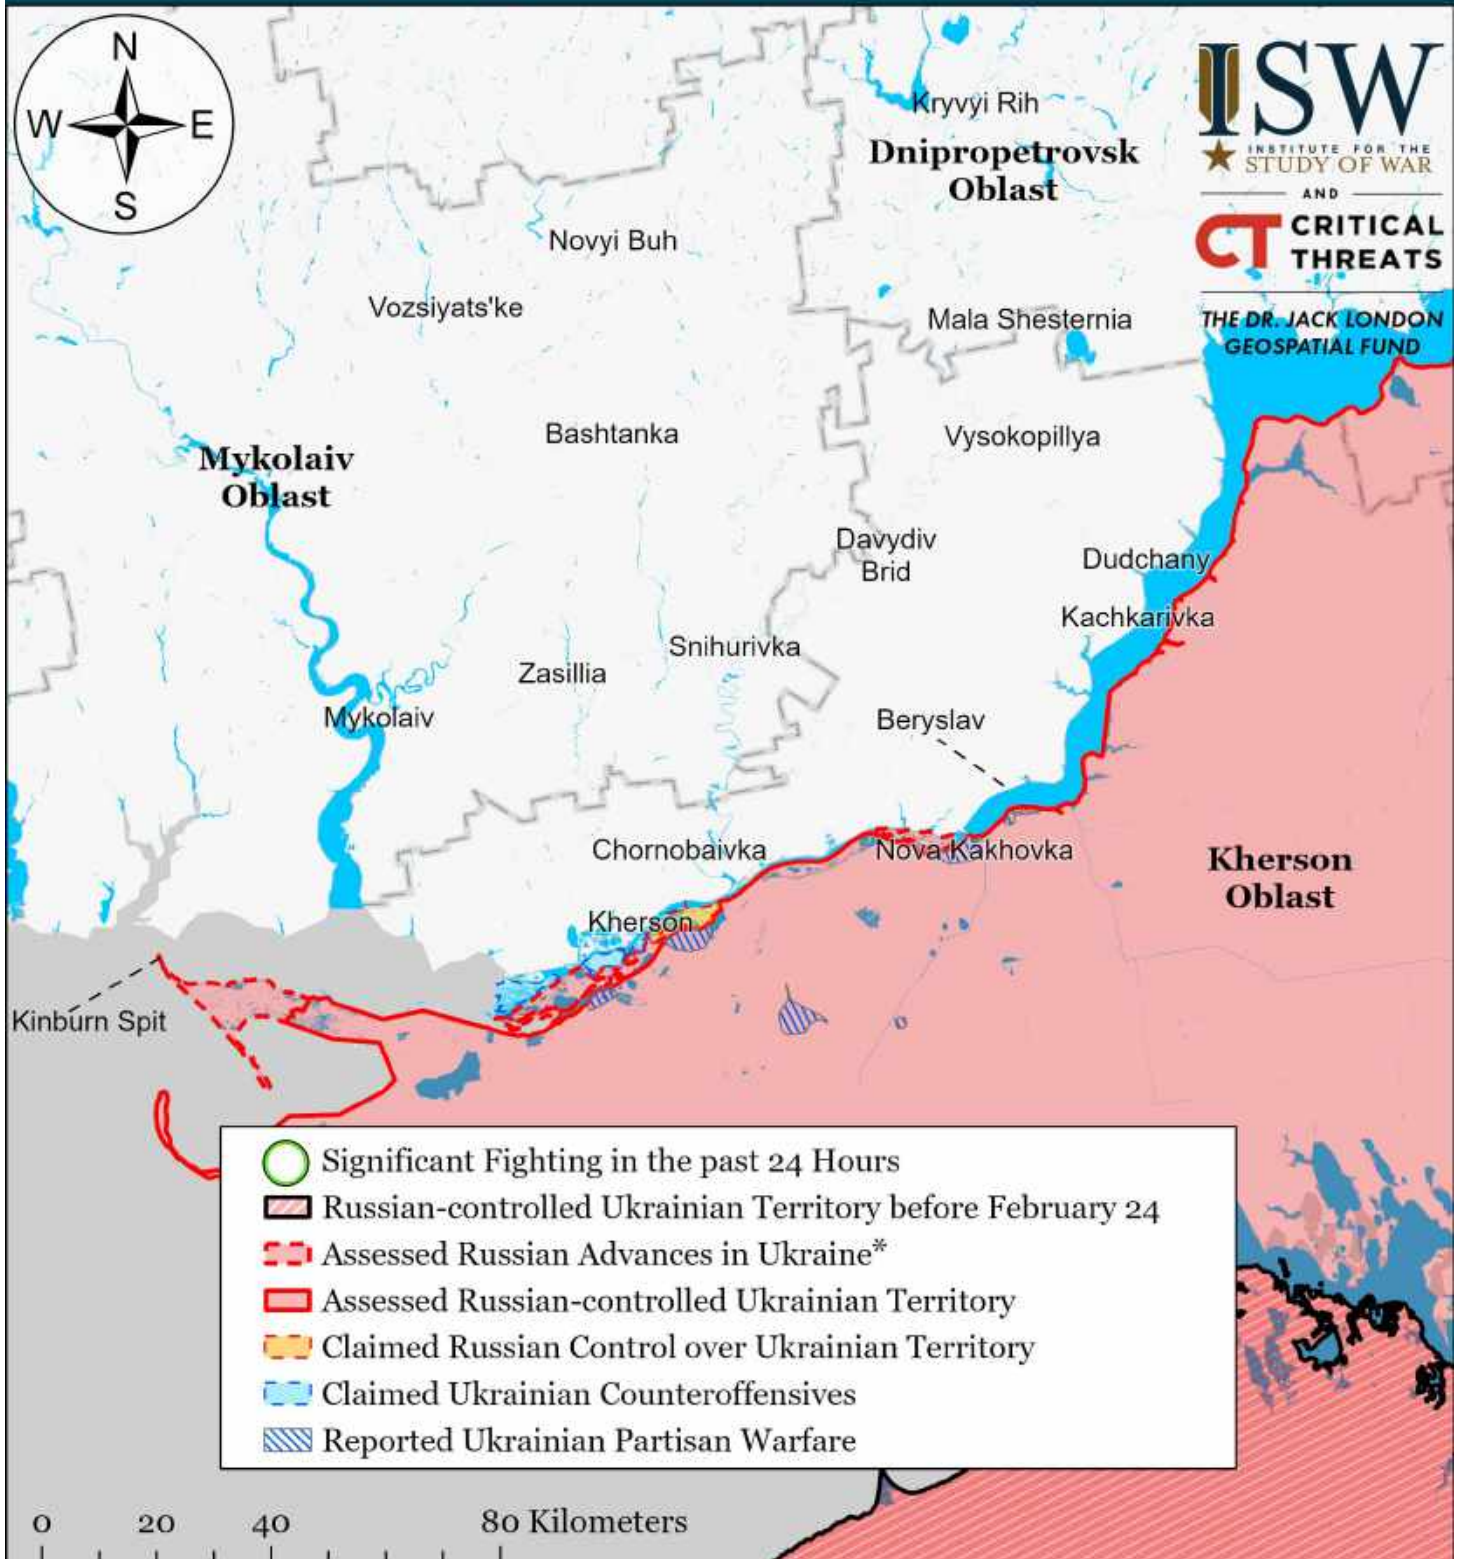 N
W E
S
ISW
INSTITUTE FOR THE
STUDY OF WAR
AND
CT CRITICAL
THREATS
THE DR. JACK LONDON
GEOSPATIAL FUND
Kryvyi Rih
Dnipropetrovsk
Oblast
Novyi Buh
Vozsiyats'ke
Mala Shesternia
Bashtanka
Vysokopillya
Mykolaiv
Oblast
Davydiv
Brid
Dudchany
Kachkarivka
Snihurivka
Zasillia
Mykolaiv
Beryslav
Chornobaivka
Nova Kakhovka
Kherson
Oblast
Kherson
Kinburn Spit
Significant Fighting in the past 24 Hours
Russian-controlled Ukrainian Territory before February 24
Assessed Russian Advances in Ukraine*
Assessed Russian-controlled Ukrainian Territory
Claimed Russian Control over Ukrainian Territory
Claimed Ukrainian Counteroffensives
Reported Ukrainian Partisan Warfare
0 20 40 80 Kilometers